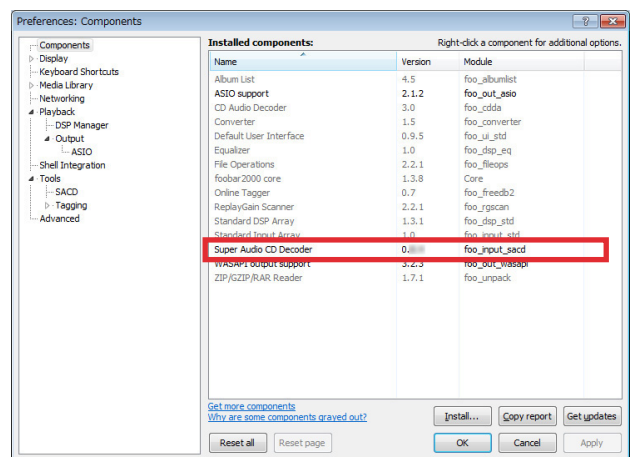 Preferences: Components
Components
Display
Keyboard Shortcuts
Media Library
Networking
Playback
DSP Manager
Output
ASIO
Shell Integration
Tools
SACD
Tagging
Advanced
Installed components: Right-click a component for additional options.
Name Version Module
Album List 4.5 foo_albumlist
ASIO support 2.1.2 foo_out_asio
CD Audio Decoder 3.0 foo_cdda
Converter 1.5 foo_converter
Default User Interface 0.9.5 foo_ui_std
Equalizer 1.0 foo_dsp_eq
File Operations 2.2.1 foo_fileops
foobar2000 core 1.3.8 Core
Online Tagger 0.7 foo_freedb2
ReplayGain Scanner 2.2.1 foo_rgscan
Standard DSP Array 1.3.1 foo_dsp_std
Standard Input Array 1.0 foo_input_std
Super Audio CD Decoder 0. foo_input_sacd
WASAPI output support 3.2.3 foo_out_wasapi
ZIP/GZIP/RAR Reader 1.7.1 foo_unpack
Get more components
Why are some components grayed out?
Install... Copy report Get updates
Reset all Reset page OK Cancel Apply